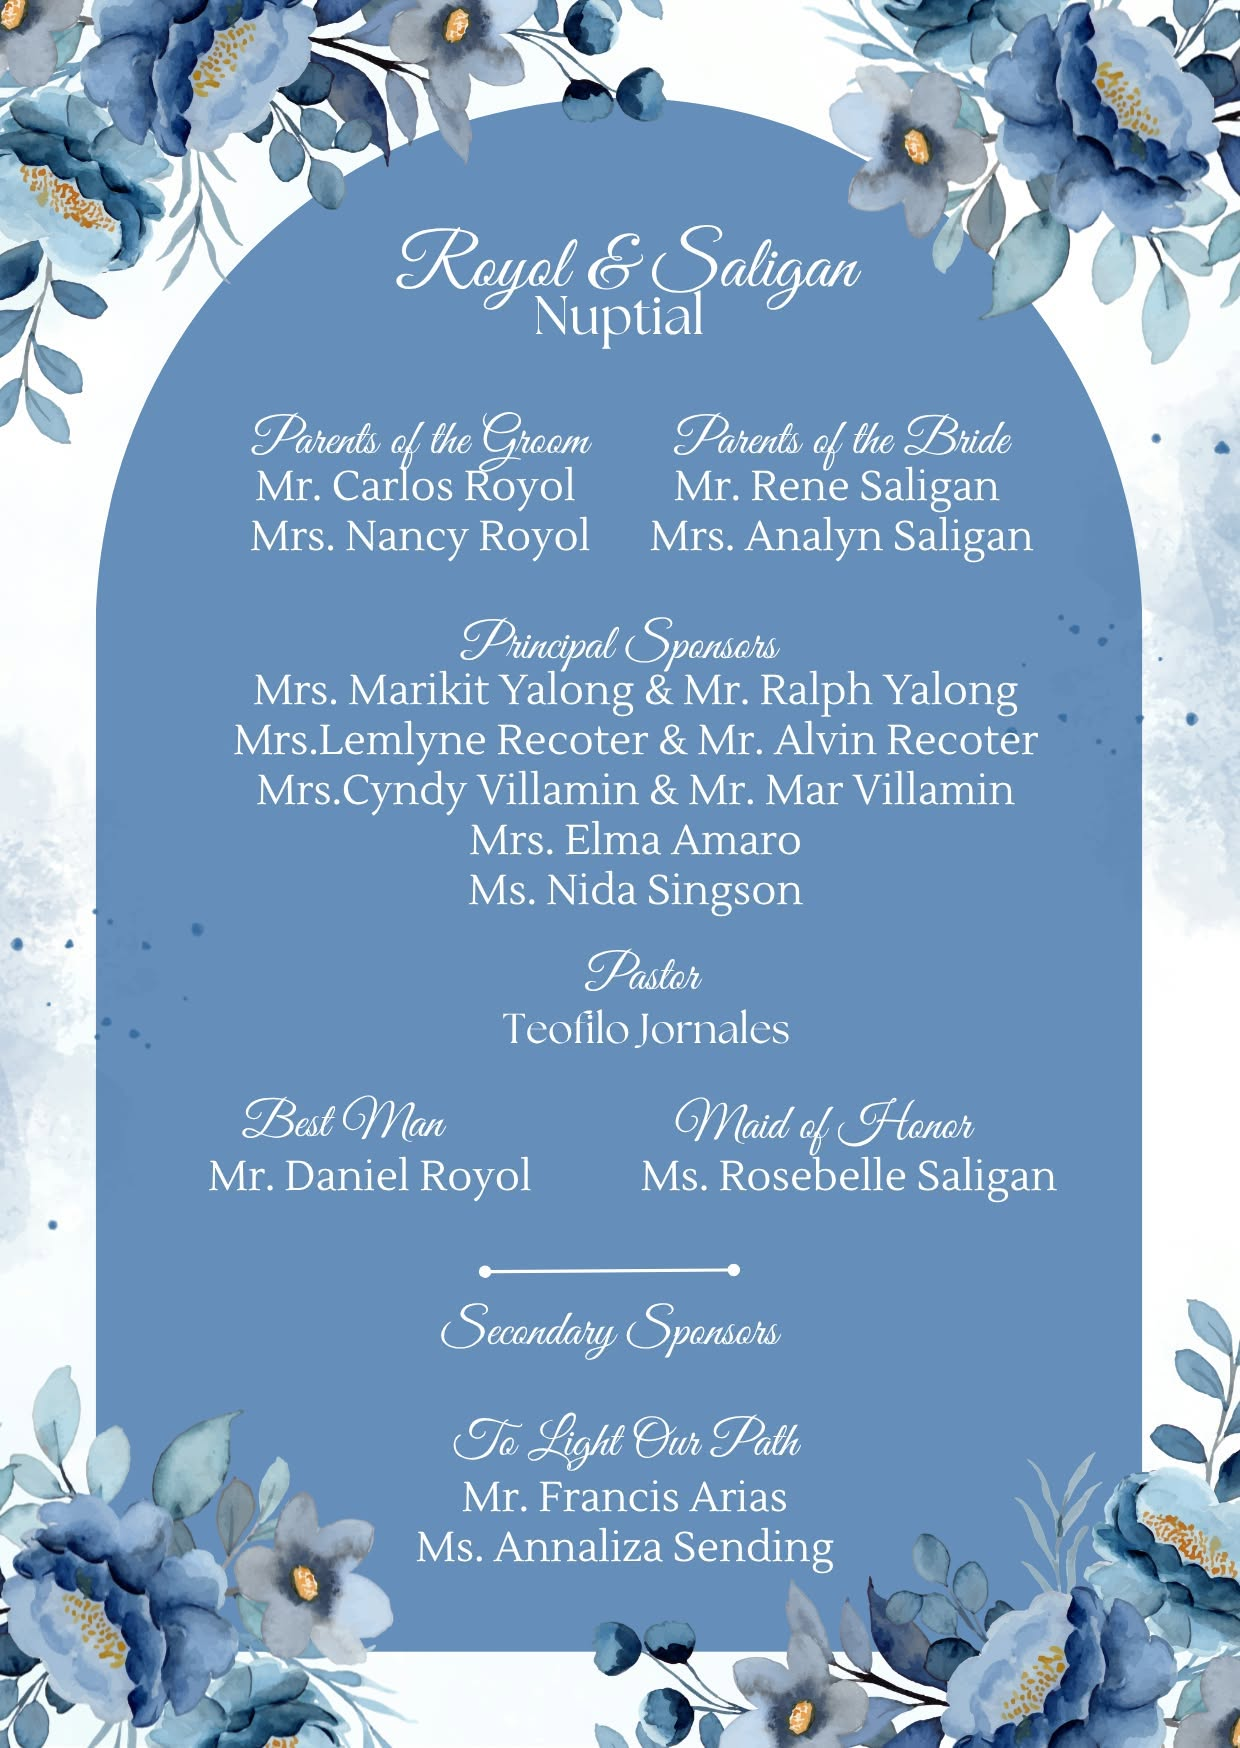 Royol & Saligan
Nuptial
Parents of the Groom
Mr. Carlos Royol
Mrs. Nancy Royol
Parents of the Bride
Mr. Rene Saligan
Mrs. Analyn Saligan
Principal Sponsors
Mrs. Marikit Yalong & Mr. Ralph Yalong
Mrs.Lemlyne Recoter & Mr. Alvin Recoter
Mrs.Cyndy Villamin & Mr. Mar Villamin
Mrs. Elma Amaro
Ms. Nida Singson
Pastor
Teofilo Jornales
Best Man
Mr. Daniel Royol
Maid of Honor
Ms. Rosebelle Saligan
Secondary Sponsors
To Light Our Path
Mr. Francis Arias
Ms. Annaliza Sending